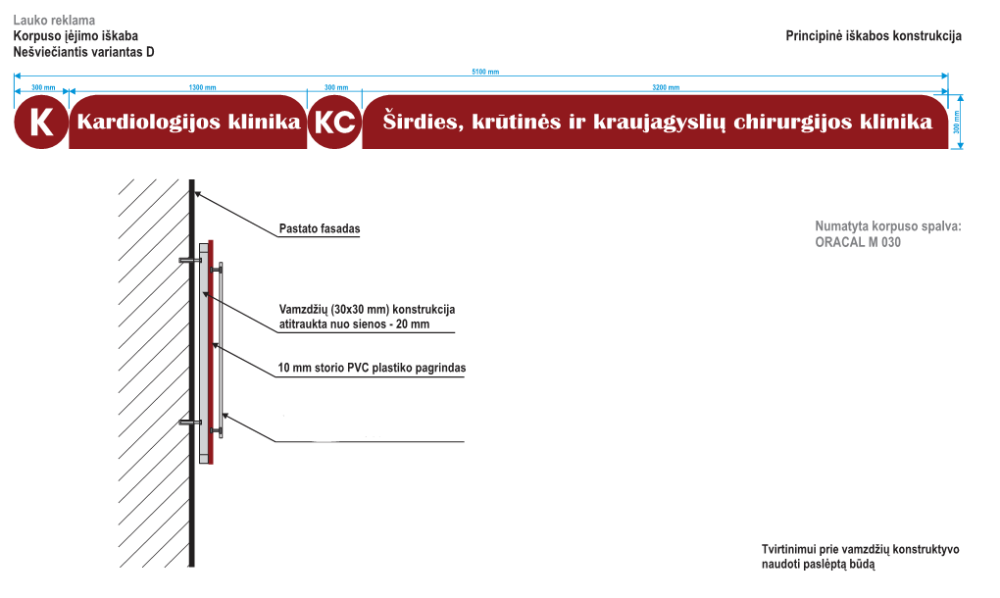 Lauko reklama
Korpuso įėjimo iškaba
Nešviečiantis variantas D
Principinė iškabos konstrukcija
5100 mm
300 mm
1300 mm
300 mm
3200 mm
K
Kardiologijos klinika
KC
Širdies, krūtinės ir kraujagyslių chirurgijos klinika
300 mm
Pastato fasadas
Numatyta korpuso spalva:
ORACAL M 030
Vamzdžių (30x30 mm) konstrukcija
atitraukta nuo sienos - 20 mm
10 mm storio PVC plastiko pagrindas
Tvirtinimui prie vamzdžių konstruktyvo
naudoti paslėptą būdą